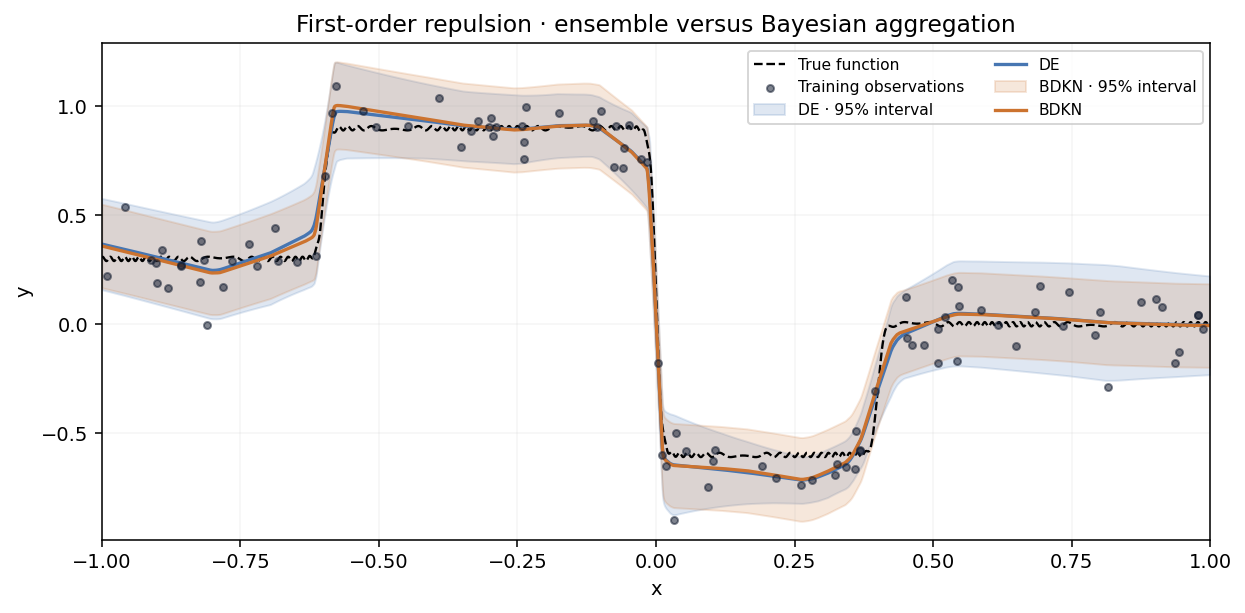 First-order repulsion · ensemble versus Bayesian aggregation
True function
Training observations
DE · 95% interval
DE
BDKN · 95% interval
BDKN
y
1.0
0.5
0.0
−0.5
−1.00 −0.75 −0.50 −0.25 0.00 0.25 0.50 0.75 1.00
x